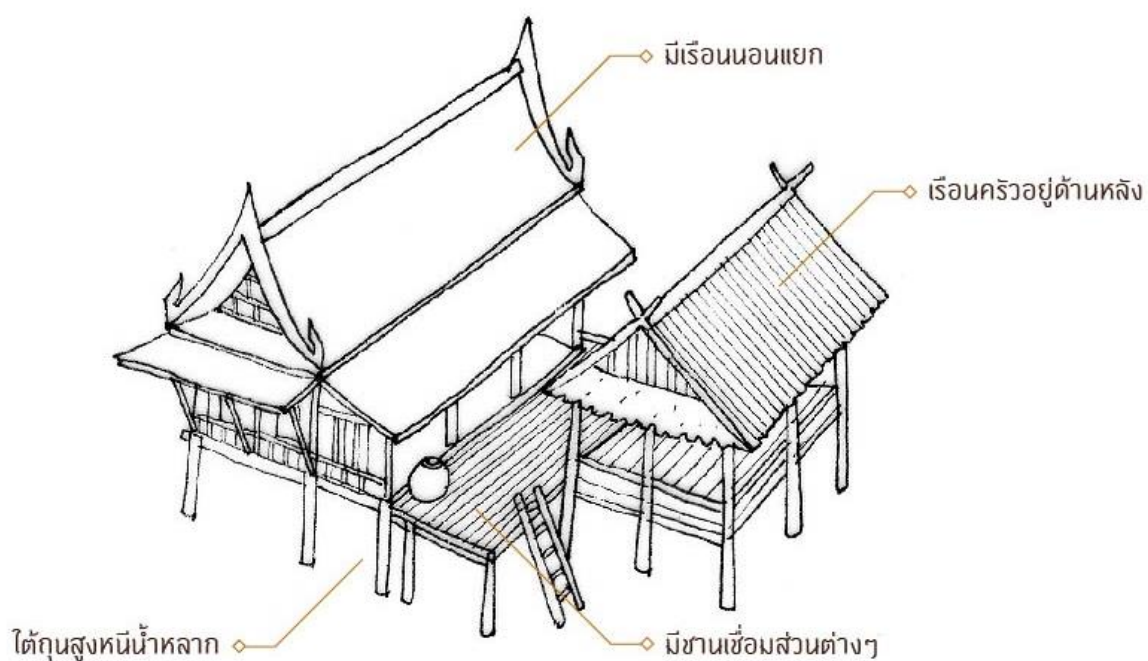 มีเรือนนอนแยก
เรือนครัวอยู่ด้านหลัง
ใต้ถุนสูงหนีน้ำหลาก
มีชานเชื่อมส่วนต่างๆ